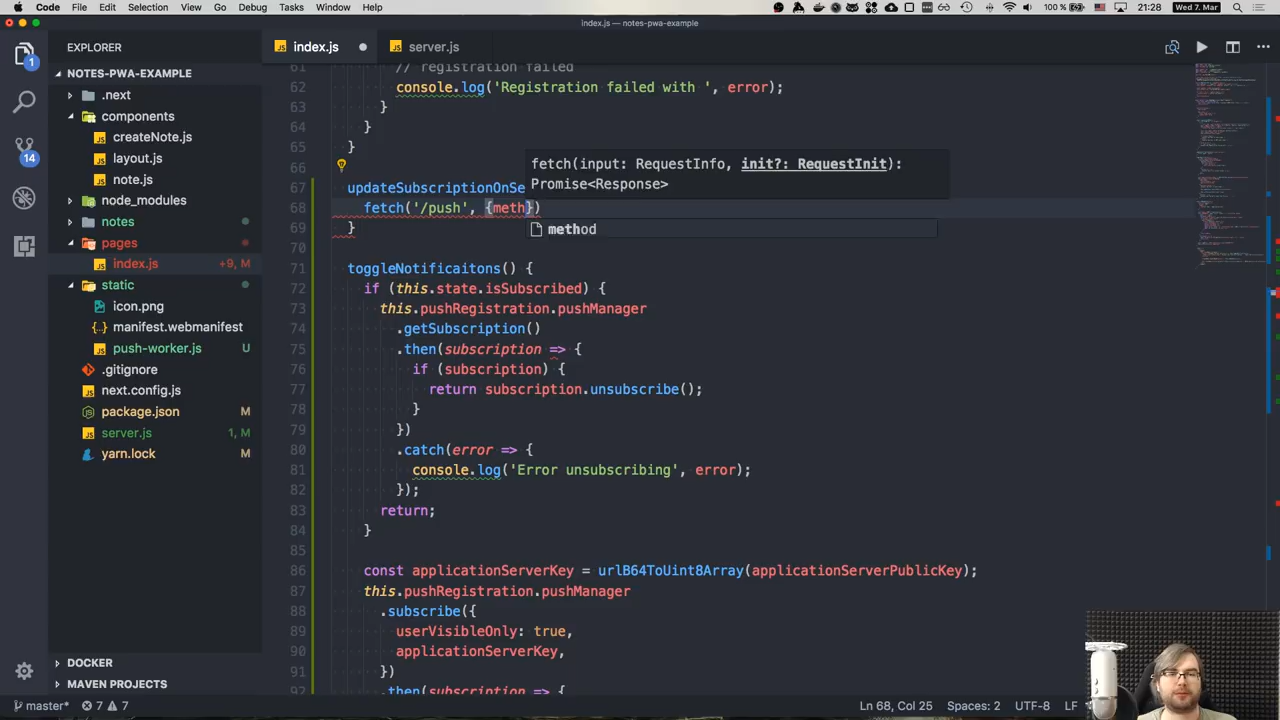 Code File Edit Selection View Go Debug Tasks Window Help 100 % Wed 7. Mar 21:28
index.js — notes-pwa-example
EXPLORER
index.js
server.js
NOTES-PWA-EXAMPLE
.next
components
createNote.js
layout.js
note.js
node_modules
notes
pages
index.js +9, M
static
icon.png
manifest.webmanifest
push-worker.js U
.gitignore
next.config.js
package.json M
server.js 1, M
yarn.lock M
DOCKER
MAVEN PROJECTS
1
14
61 // registration failed
62 console.log('Registration failed with ', error);
63 }
64 }
65 }
66
67 updateSubscriptionOnSe
68 fetch('/push', {meth})
69 }
70
71 toggleNotificaitons() {
72 if (this.state.isSubscribed) {
73 this.pushRegistration.pushManager
74 .getSubscription()
75 .then(subscription => {
76 if (subscription) {
77 return subscription.unsubscribe();
78 }
79 })
80 .catch(error => {
81 console.log('Error unsubscribing', error);
82 });
83 return;
84 }
85
86 const applicationServerKey = urlB64ToUint8Array(applicationServerPublicKey);
87 this.pushRegistration.pushManager
88 .subscribe({
89 userVisibleOnly: true,
90 applicationServerKey,
91 })
92 .then(subscription => {
fetch(input: RequestInfo, init?: RequestInit):
Promise<Response>
method
master* 7 7
Ln 68, Col 25 Spaces: 2 UTF-8 LF